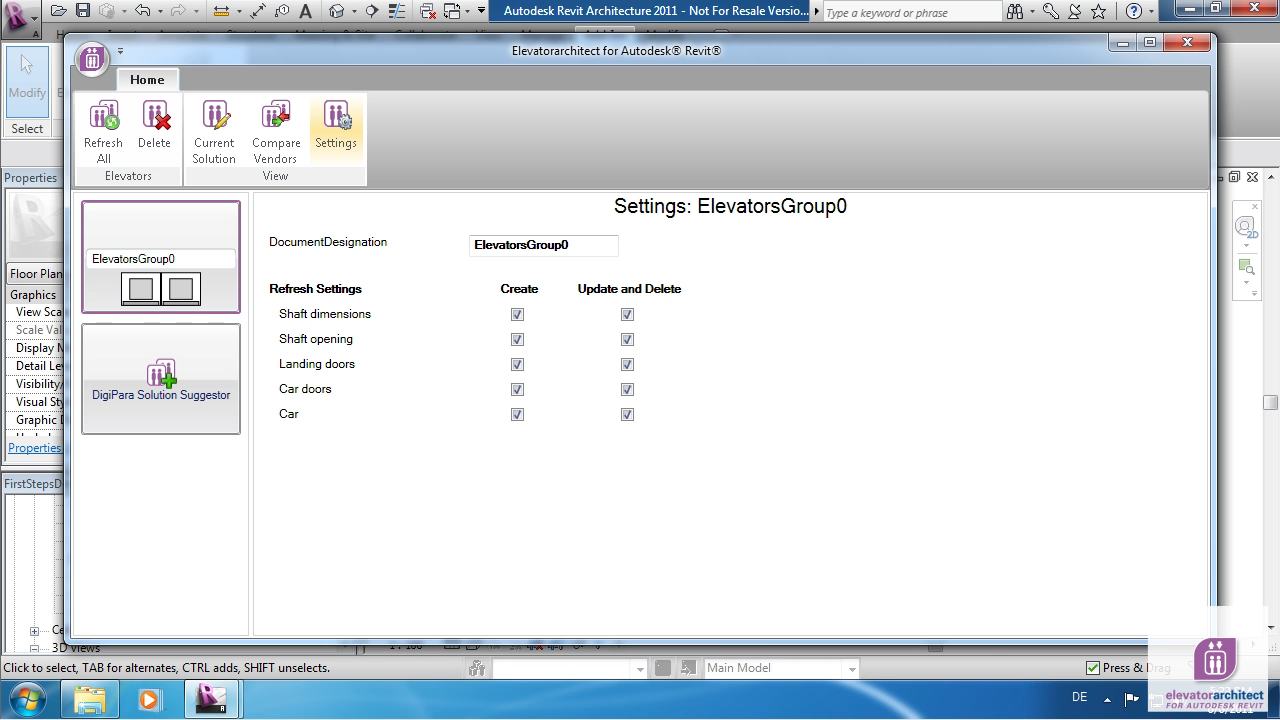 Autodesk Revit Architecture 2011 - Not For Resale Versio...
Type a keyword or phrase
Elevatorarchitect for Autodesk® Revit®
Home
Modify
Select
Refresh All
Delete
Elevators
Current Solution
Compare Vendors
Settings
View
Properties
Floor Plan
Graphics
View Sca
Scale Val
Display N
Detail Lev
Visibility/
Visual Sty
Graphic D
Properties
FirstStepsD
ElevatorsGroup0
DigiPara Solution Suggestor
Settings: ElevatorsGroup0
DocumentDesignation
ElevatorsGroup0
Refresh Settings Create Update and Delete
Shaft dimensions
Shaft opening
Landing doors
Car doors
Car
2D
Ce
3D Views
1 : 100
Click to select, TAB for alternates, CTRL adds, SHIFT unselects.
Main Model
Press & Drag
DE
elevatorarchitect
FOR AUTODESK REVIT